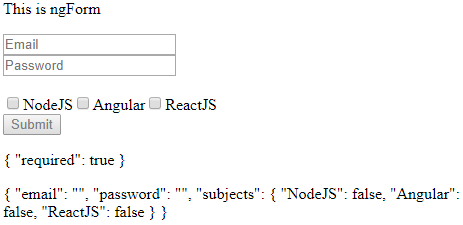 This is ngForm
Email
Password
NodeJS Angular ReactJS
Submit
{ "required": true }
{ "email": "", "password": "", "subjects": { "NodeJS": false, "Angular":
false, "ReactJS": false } }